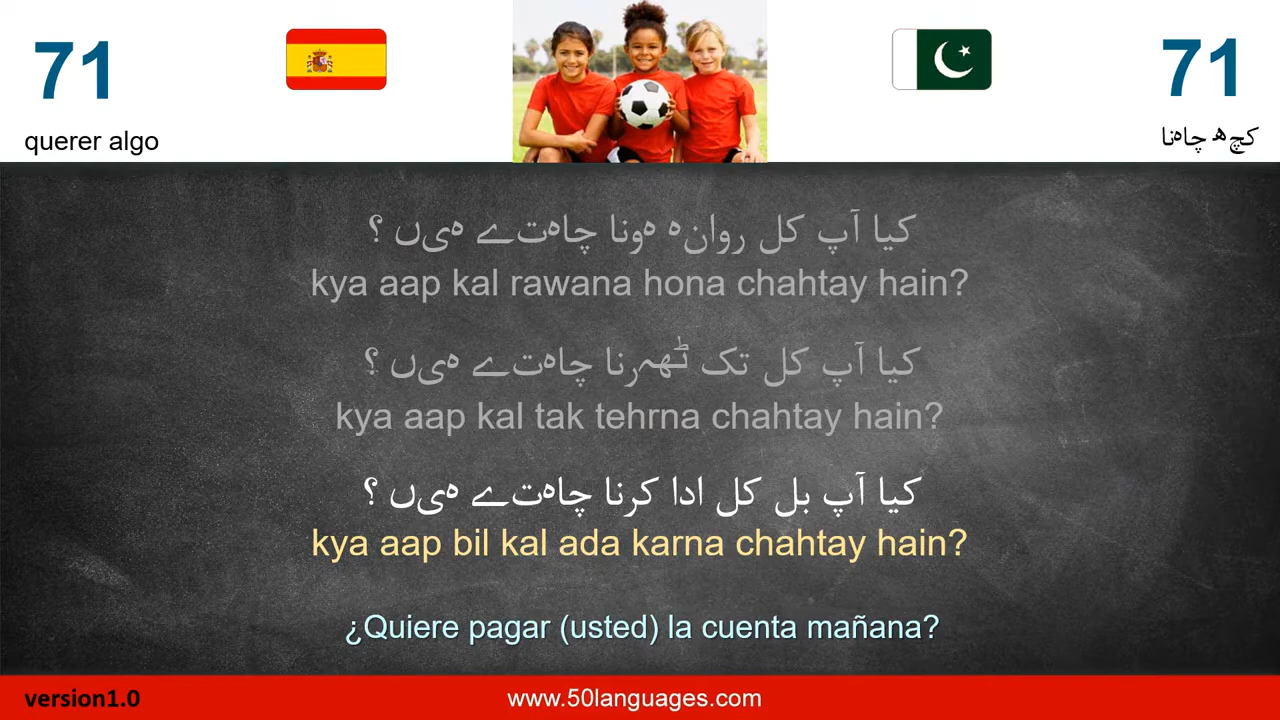 71
71
querer algo
کچھ چاہنا
کیا آپ کل روانہ ہونا چاہتے ہیں ؟
kya aap kal rawana hona chahtay hain?
کیا آپ کل تک ٹھہرنا چاہتے ہیں ؟
kya aap kal tak tehrna chahtay hain?
کیا آپ بل کل ادا کرنا چاہتے ہیں ؟
kya aap bil kal ada karna chahtay hain?
¿Quiere pagar (usted) la cuenta mañana?
version1.0
www.50languages.com